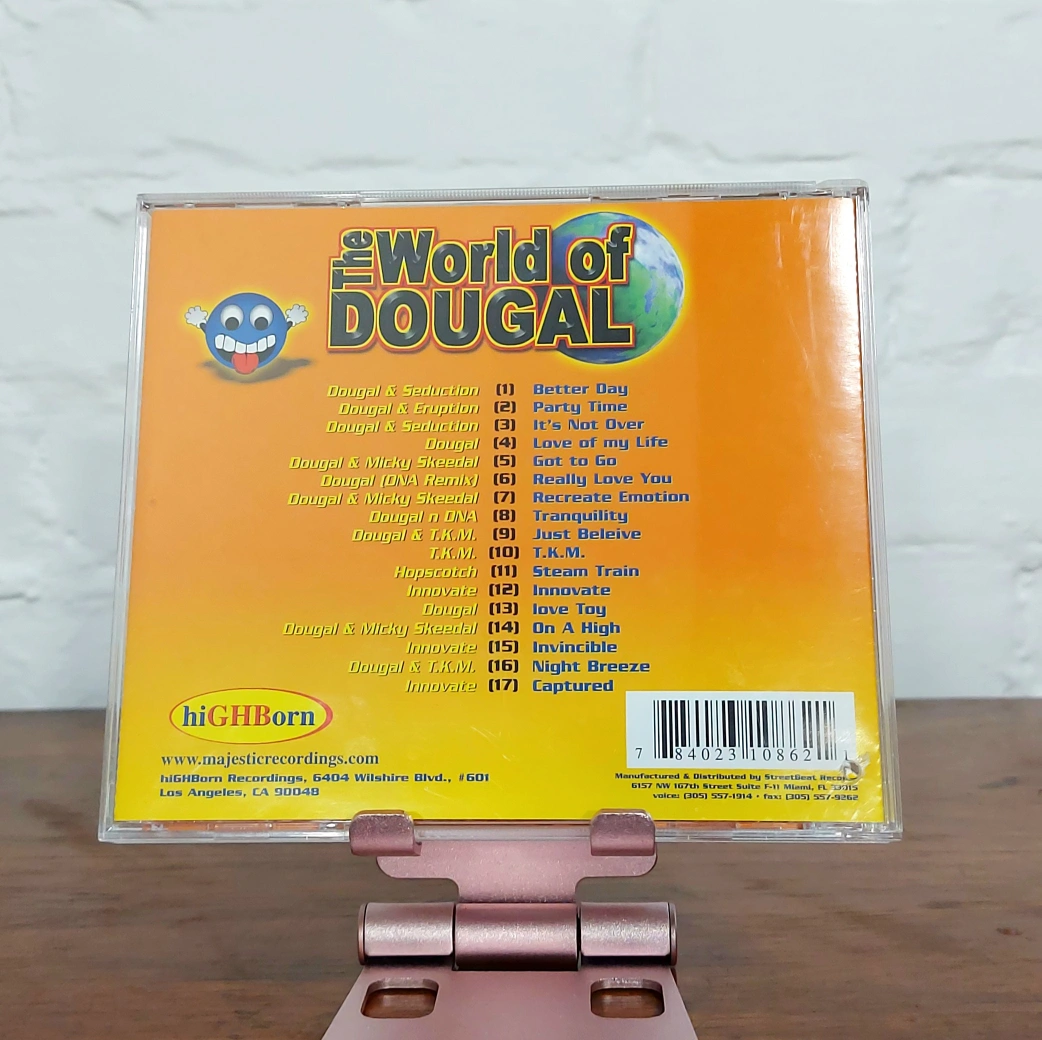 The World of
DOUGAL
Dougal & Seduction (1) Better Day
Dougal & Eruption (2) Party Time
Dougal & Seduction (3) It's Not Over
Dougal (4) Love of my Life
Dougal & Micky Skeedal (5) Got to Go
Dougal (DNA Remix) (6) Really Love You
Dougal & Micky Skeedal (7) Recreate Emotion
Dougal n DNA (8) Tranquility
Dougal & T.K.M. (9) Just Beleive
T.K.M. (10) T.K.M.
Hopscotch (11) Steam Train
Innovate (12) Innovate
Dougal (13) love Toy
Dougal & Micky Skeedal (14) On A High
Innovate (15) Invincible
Dougal & T.K.M. (16) Night Breeze
Innovate (17) Captured
hiGHBorn
www.majesticrecordings.com
hiGHBorn Recordings, 6404 Wilshire Blvd., #601
Los Angeles, CA 90048
7 84023 10862 1
Manufactured & Distributed by StreetBeat
6157 NW 167th Street Suite F-11 Miami, FL
voice: (305) 557-1914 • fax: (305) 557-9262